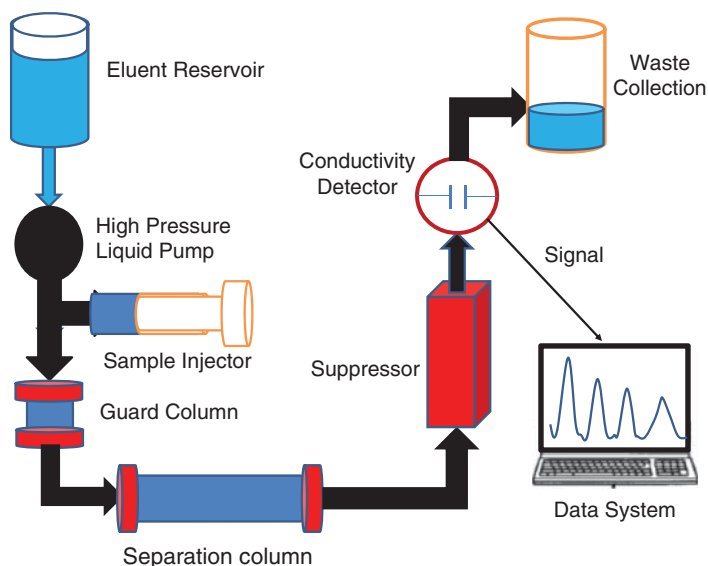 Eluent Reservoir
High Pressure
Liquid Pump
Sample Injector
Guard Column
Separation column
Suppressor
Conductivity
Detector
Waste
Collection
Signal
Data System